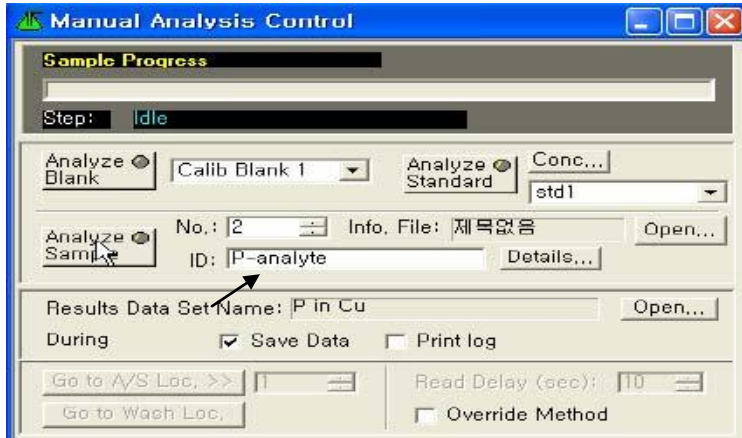 Manual Analysis Control
Sample Progress
Step: Idle
Analyze Blank
Calib Blank 1
Analyze Standard
Conc...
std1
Analyze Sample
No.: 2
Info. File: 제목없음
Open...
ID: P-analyte
Details...
Results Data Set Name: P in Cu
Open...
During
Save Data
Print log
Go to A/S Loc. >>
1
Read Delay (sec): 10
Go to Wash Loc.
Override Method